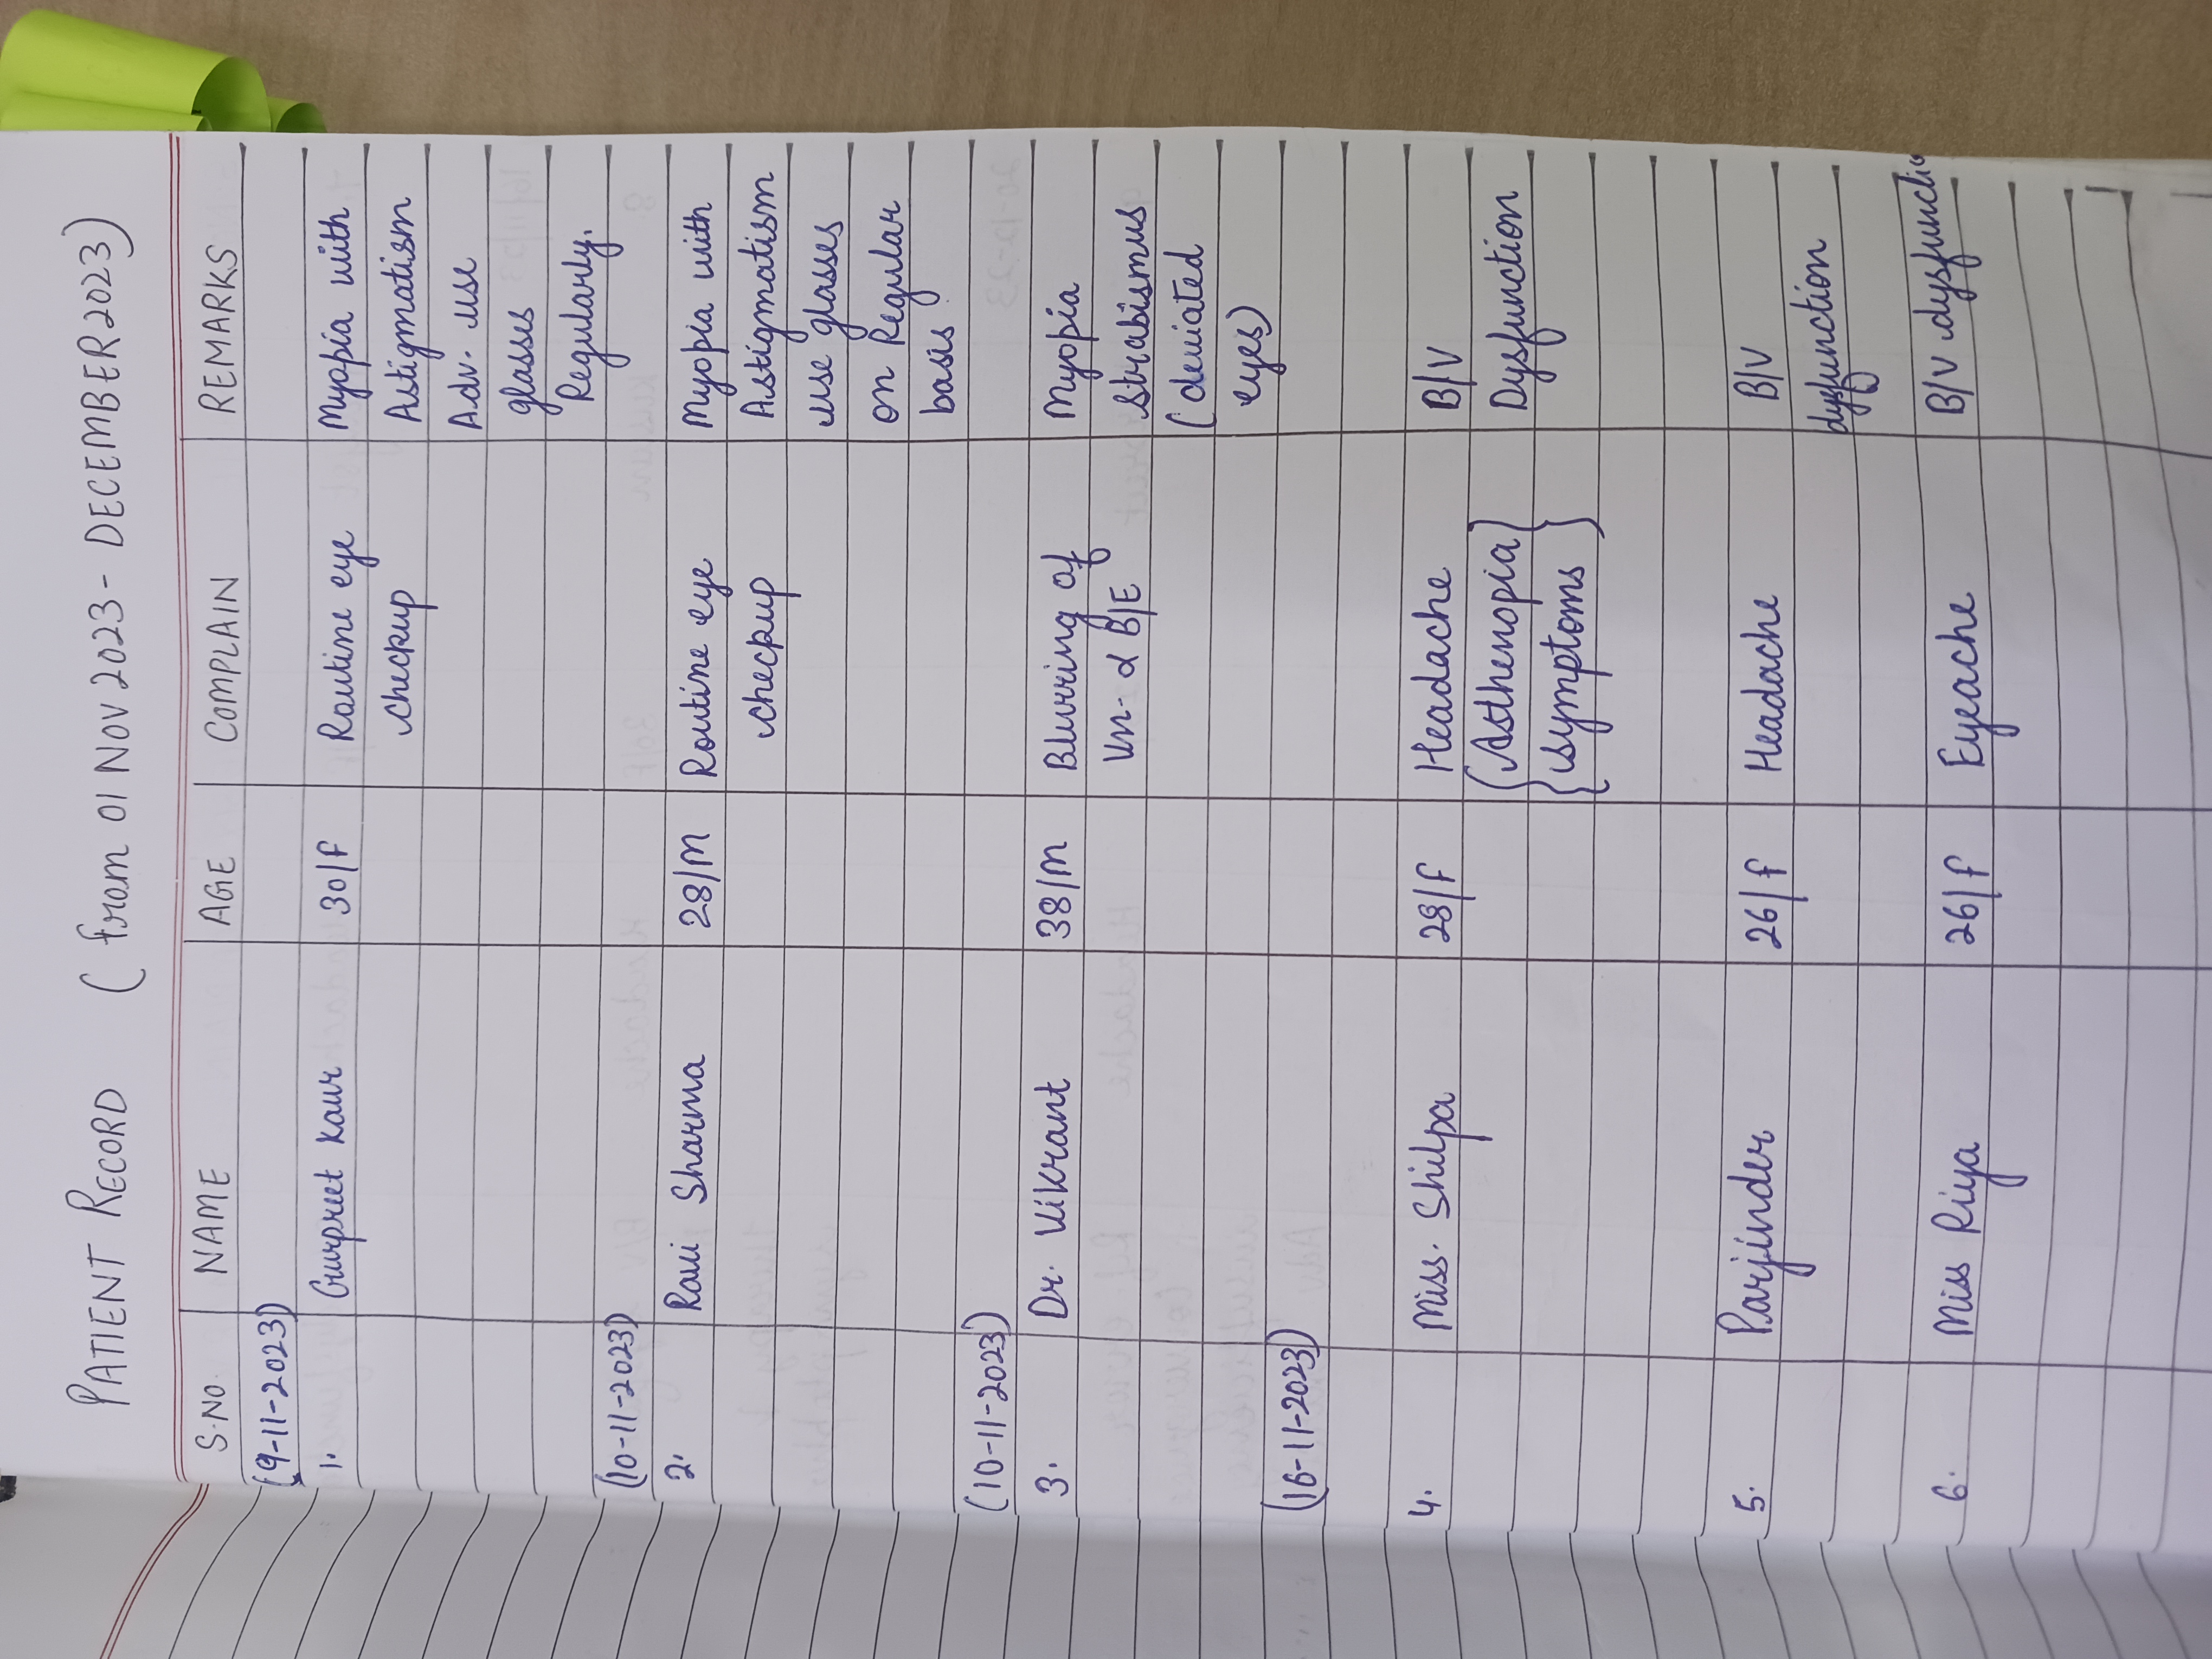 PATIENT RECORD (from 01 NOV 2023 - DECEMBER 2023)
S.NO. NAME AGE COMPLAIN REMARKS
(9-11-2023)
1. Gurpreet Kaur 30/f Routine eye Myopia with
checkup Astigmatism
Adv. use
glasses
Regularly.
(10-11-2023)
2. Ravi Sharma 28/M Routine eye Myopia with
checkup Astigmatism
use glasses
on Regular
basis
(10-11-2023)
3. Dr. Vikrant 38/M Blurring of Myopia
Vn. B/E Strabismus
(deviated
eyes)
(16-11-2023)
4. Miss. Shilpa 28/f Headache B/V
{Asthenopia Dysfunction
symptoms}
5. Parjinder 26/f Headache B/V
dysfunction
6. Miss Riya 26/f Eyeache B/V dysfunctio